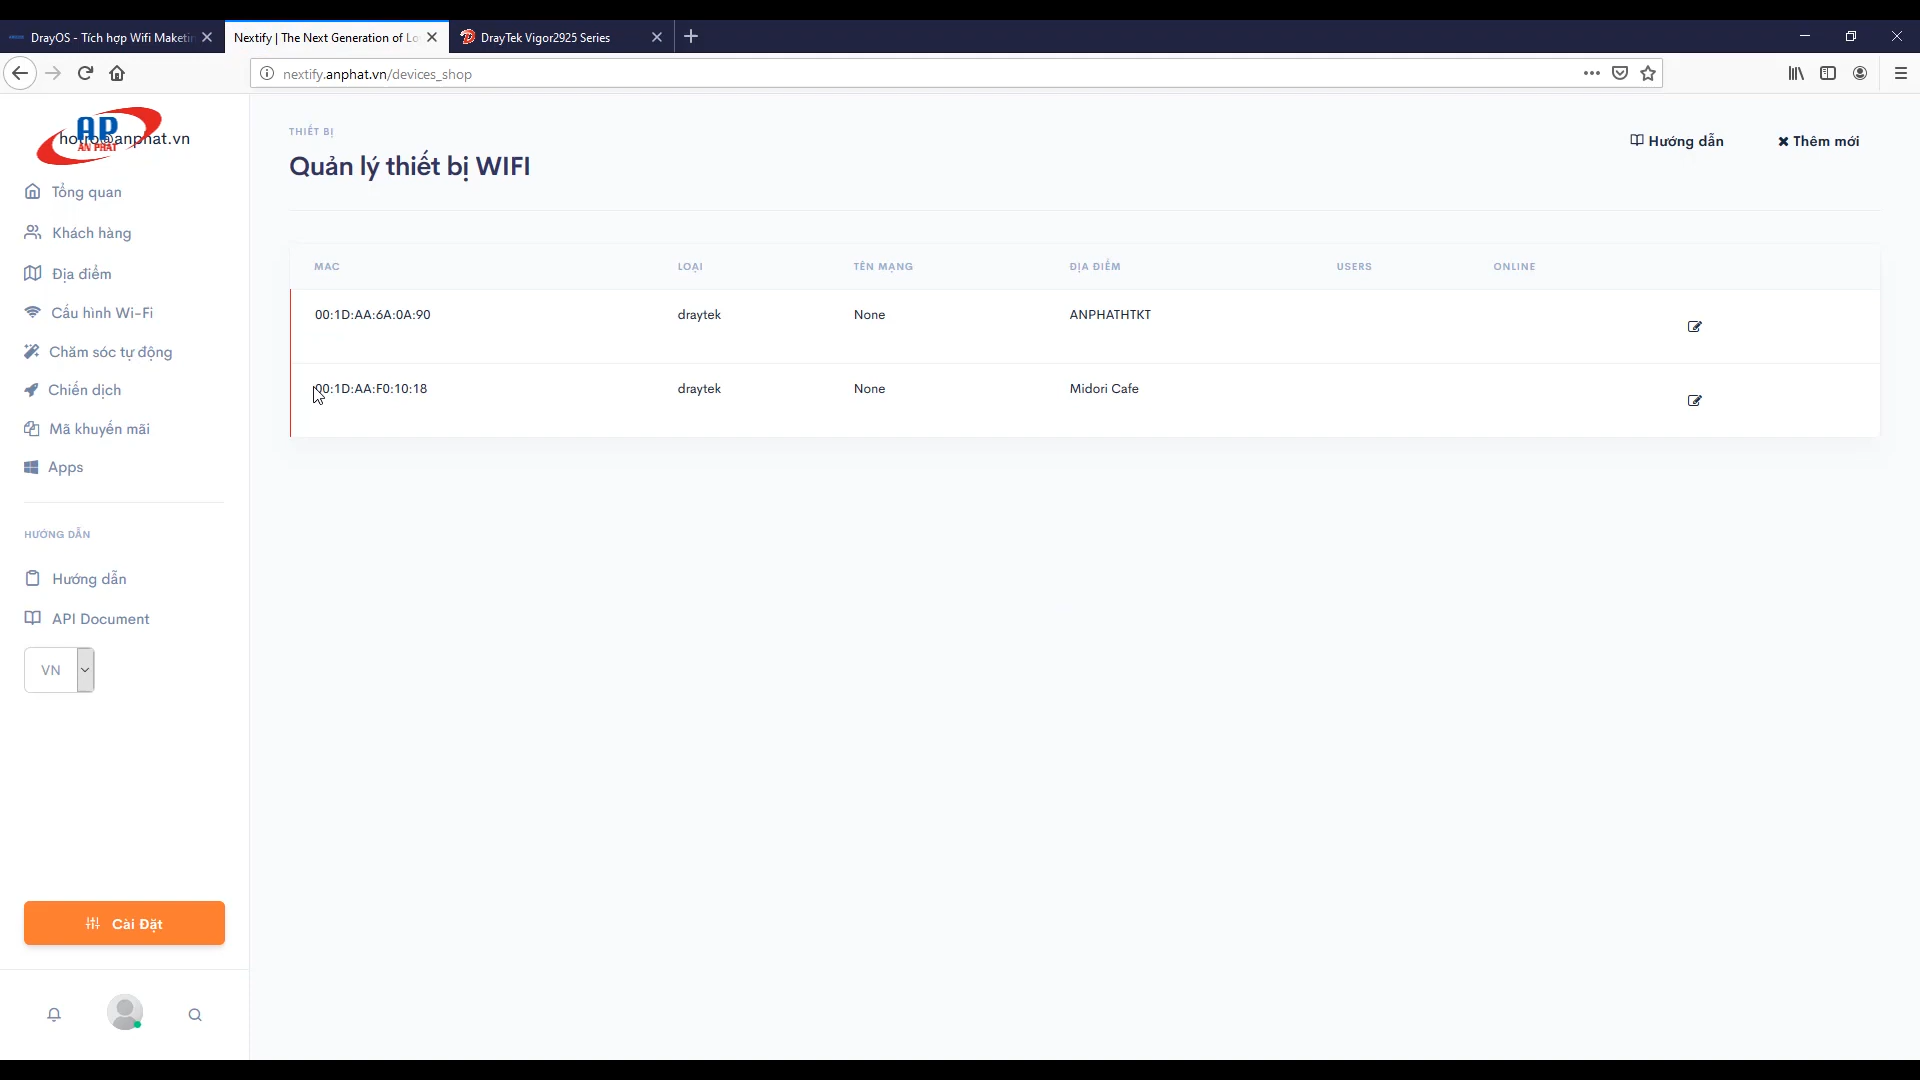 DrayOS - Tích hợp Wifi Maketin
Nextify | The Next Generation of Lo
DrayTek Vigor2925 Series
nextify.anphat.vn/devices_shop
AP
AN PHAT
hotro@anphat.vn
Tổng quan
Khách hàng
Địa điểm
Cấu hình Wi-Fi
Chăm sóc tự động
Chiến dịch
Mã khuyến mãi
Apps
HƯỚNG DẪN
Hướng dẫn
API Document
VN
Cài Đặt
THIẾT BỊ
Quản lý thiết bị WIFI
Hướng dẫn
Thêm mới
MAC LOẠI TÊN MẠNG ĐỊA ĐIỂM USERS ONLINE
00:1D:AA:6A:0A:90 draytek None ANPHATHTKT
00:1D:AA:F0:10:18 draytek None Midori Cafe